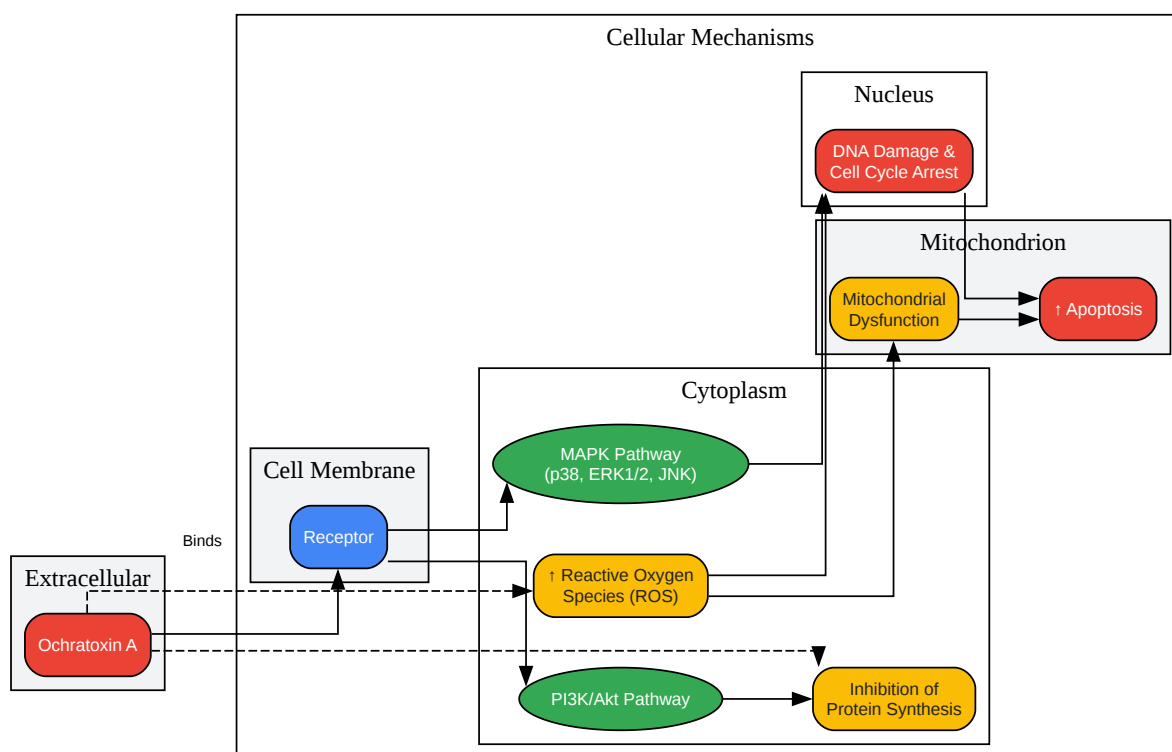 Cellular Mechanisms
Nucleus
DNA Damage &
Cell Cycle Arrest
Mitochondrion
Mitochondrial
Dysfunction
↑ Apoptosis
Cytoplasm
MAPK Pathway
(p38, ERK1/2, JNK)
Cell Membrane
Receptor
Binds
Extracellular
Ochratoxin A
↑ Reactive Oxygen
Species (ROS)
PI3K/Akt Pathway
Inhibition of
Protein Synthesis